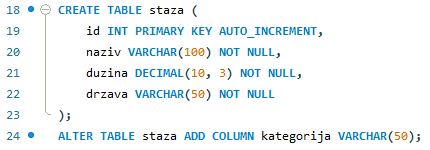 18 CREATE TABLE staza (
19 id INT PRIMARY KEY AUTO_INCREMENT,
20 naziv VARCHAR(100) NOT NULL,
21 duzina DECIMAL(10, 3) NOT NULL,
22 drzava VARCHAR(50) NOT NULL
23 );
24 ALTER TABLE staza ADD COLUMN kategorija VARCHAR(50);